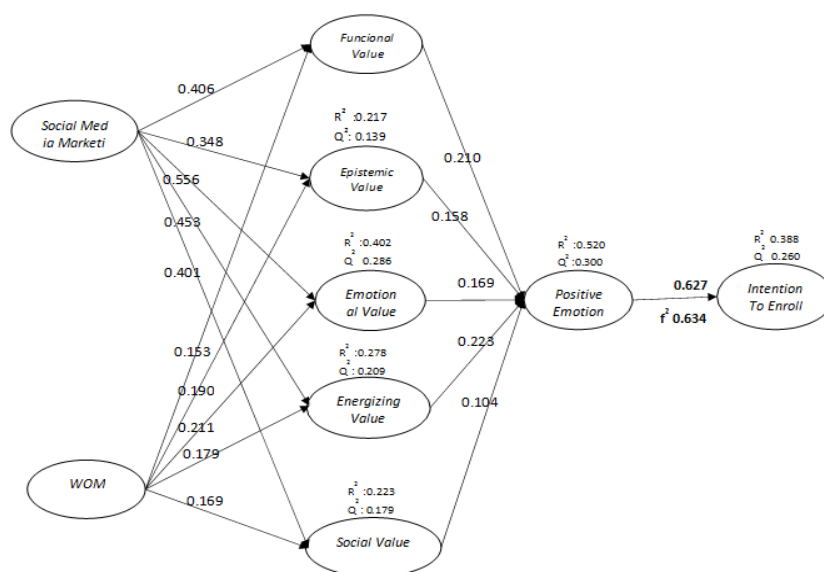 Funcional
Value
0.406
R² :0.217
Q²: 0.139
Social Med
ia Marketi
0.348
0.210
Epistemic
Value
0.556
0.158
0.453
R² :0.402
Q² : 0.286
R² :0.520
Q² :0.300
R² :0.388
Q² 0.260
0.401
Emotion
al Value
0.169
Positive
Emotion
0.627
f² 0.634
Intention
To Enroll
0.153
0.223
R² :0.278
Q² : 0.209
0.190
Energizing
Value
0.104
0.211
0.179
WOM
0.169
R² :0.223
Q² : 0.179
Social Value